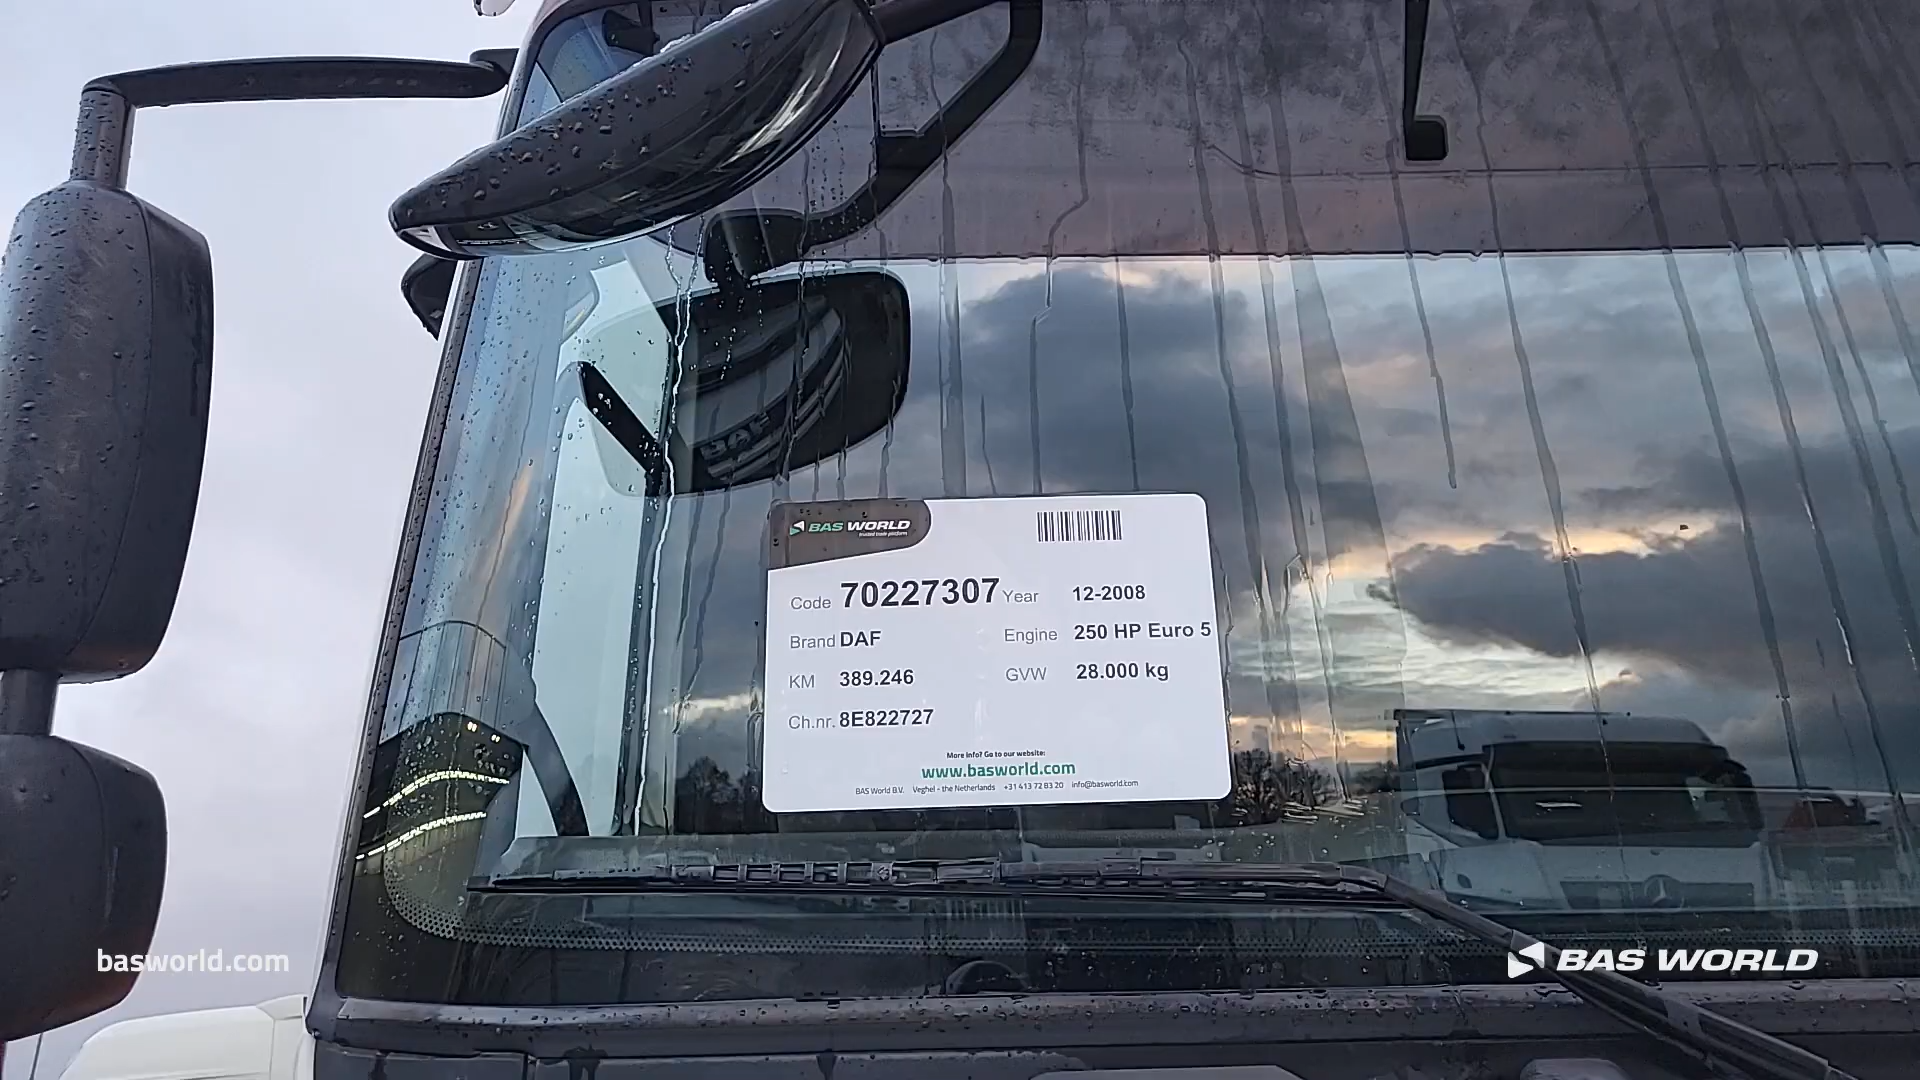 BAS WORLD
trusted trade platform
Code 70227307 Year 12-2008
Brand DAF Engine 250 HP Euro 5
KM 389.246 GVW 28.000 kg
Ch.nr. 8E822727
More info? Go to our website:
www.basworld.com
BAS World B.V. Veghel - the Netherlands +31 413 72 83 20 info@basworld.com
basworld.com
BAS WORLD